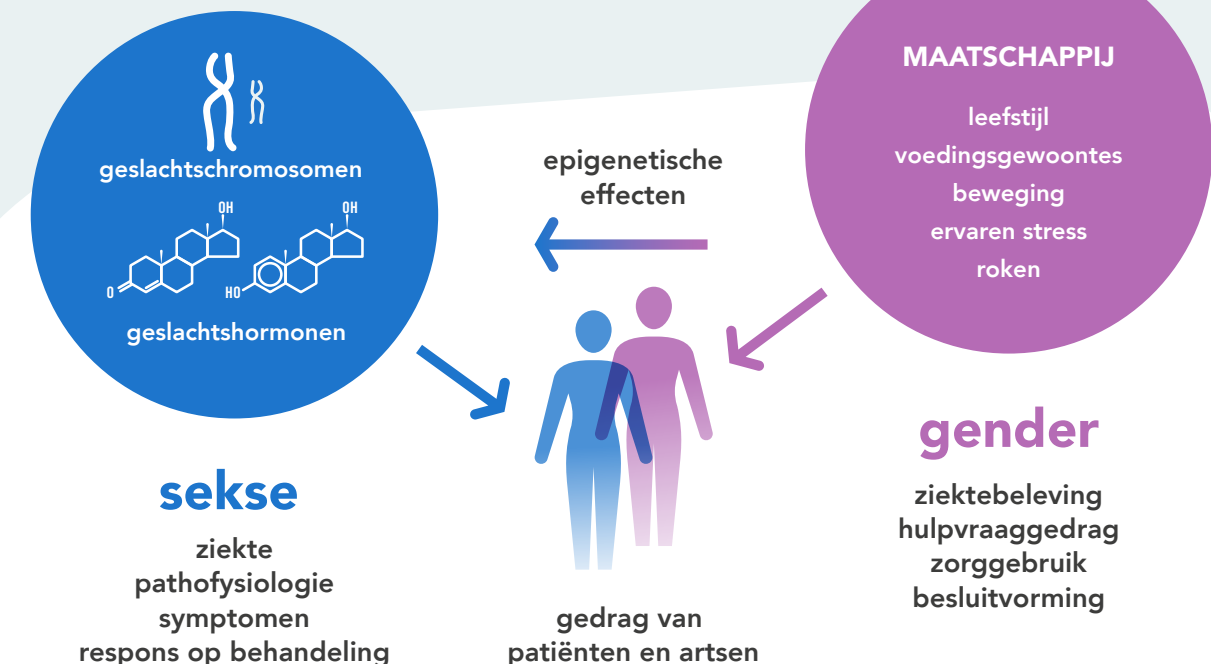 geslachtschromosomen
OH
OH
O
HO
geslachtshormonen
sekse
ziekte
pathofysiologie
symptomen
respons op behandeling
epigenetische
effecten
gedrag van
patiënten en artsen
MAATSCHAPPIJ
leefstijl
voedingsgewoontes
beweging
ervaren stress
roken
gender
ziektebeleving
hulpvraaggedrag
zorggebruik
besluitvorming